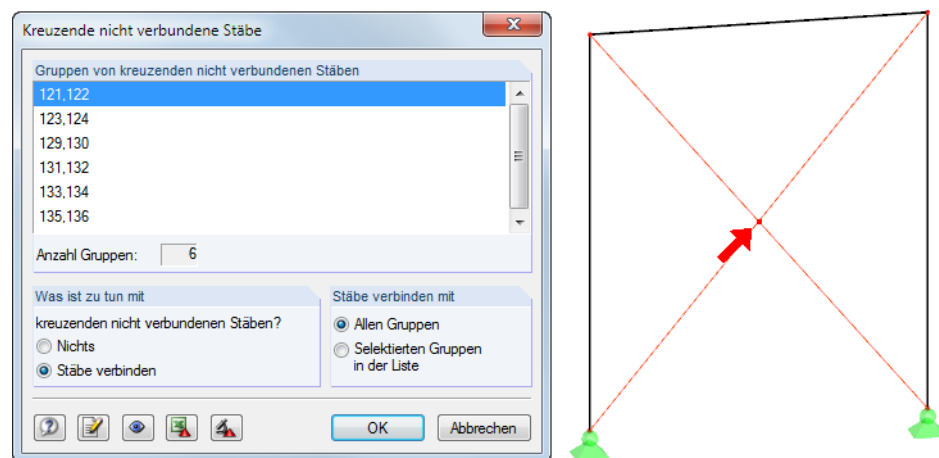 Kreuzende nicht verbundene Stäbe
Gruppen von kreuzenden nicht verbundenen Stäben
121,122
123,124
129,130
131,132
133,134
135,136
Anzahl Gruppen: 6
Was ist zu tun mit
kreuzenden nicht verbundenen Stäben?
Nichts
Stäbe verbinden
Stäbe verbinden mit
Allen Gruppen
Selektierten Gruppen
in der Liste
OK
Abbrechen